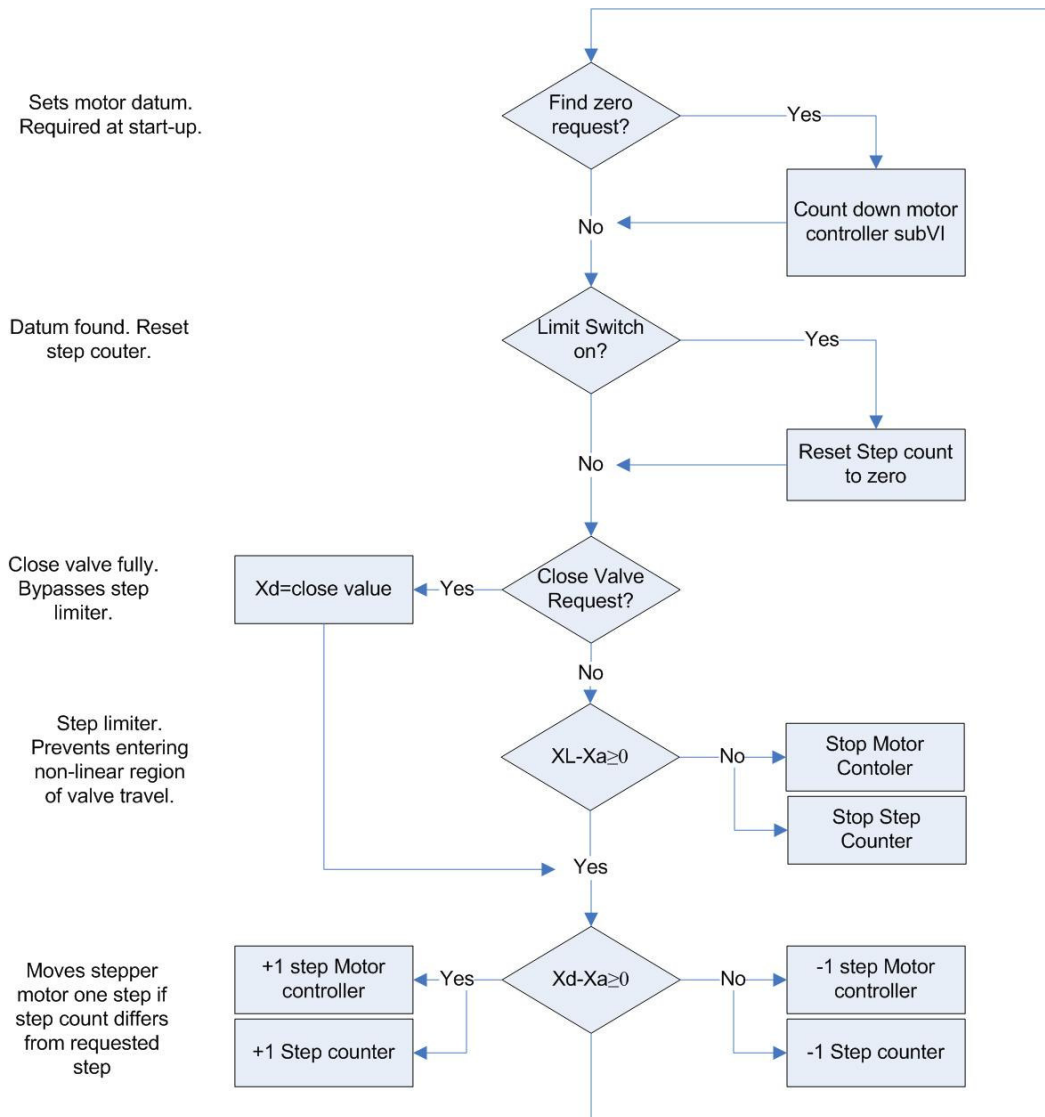 Sets motor datum.
Required at start-up.
Find zero
request?
Yes
Count down motor
controller subVI
No
Datum found. Reset
step couter.
Limit Switch
on?
Yes
Reset Step count
to zero
No
Close valve fully.
Bypasses step
limiter.
Xd=close value
Yes
Close Valve
Request?
No
Step limiter.
Prevents entering
non-linear region
of valve travel.
XL-Xa≥0
No
Stop Motor
Contoler
Stop Step
Counter
Yes
Moves stepper
motor one step if
step count differs
from requested
step
+1 step Motor
controller
+1 Step counter
Yes
Xd-Xa≥0
No
-1 step Motor
controller
-1 Step counter